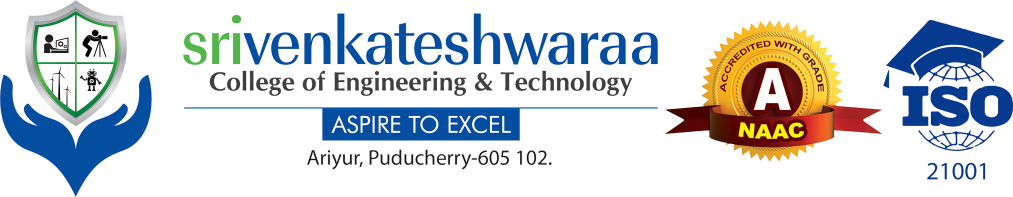 srivenkateshwaraa
College of Engineering & Technology
ASPIRE TO EXCEL
Ariyur, Puducherry-605 102.
ACCREDITED WITH GRADE
A
NAAC
ISO
21001